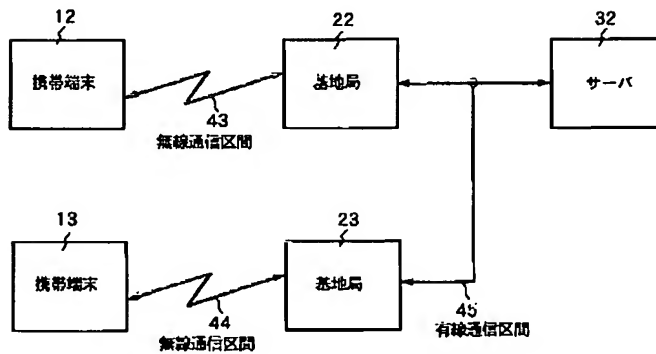 12
22
32
携帯端末
基地局
サーバ
43
無線通信区間
13
23
携帯端末
基地局
44
無線通信区間
45
有線通信区間